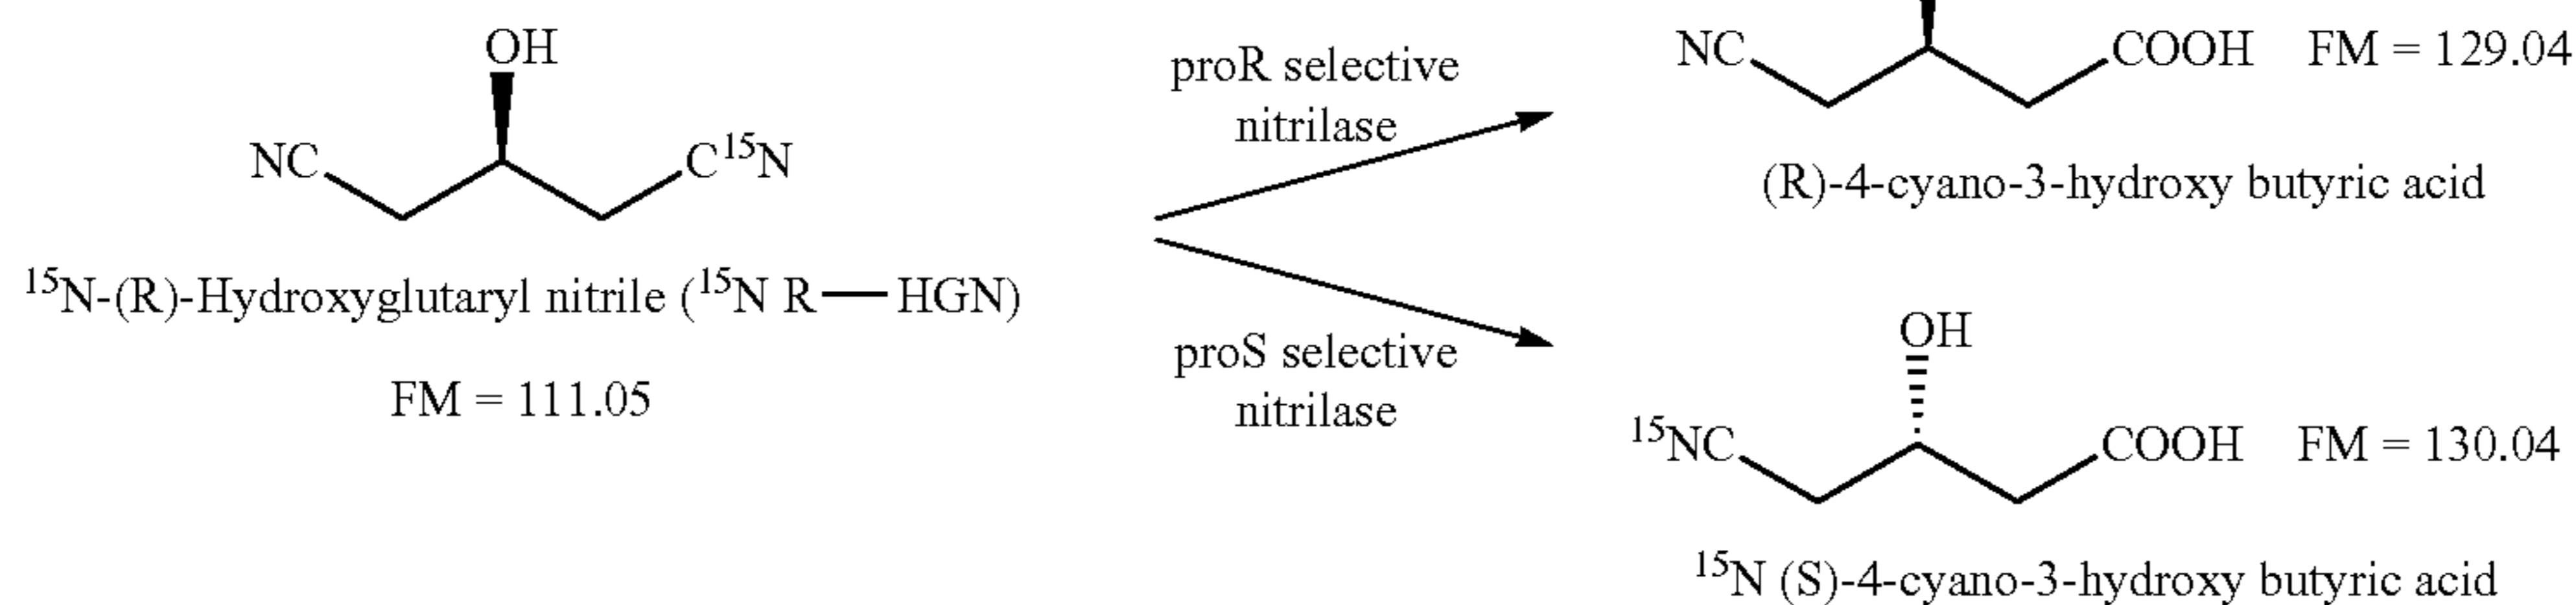 OH
NC
C¹⁵N
¹⁵N-(R)-Hydroxyglutaryl nitrile (¹⁵N R—HGN)
FM = 111.05
proR selective
nitrilase
proS selective
nitrilase
NC
COOH FM = 129.04
(R)-4-cyano-3-hydroxy butyric acid
OH
¹⁵NC
COOH FM = 130.04
¹⁵N (S)-4-cyano-3-hydroxy butyric acid